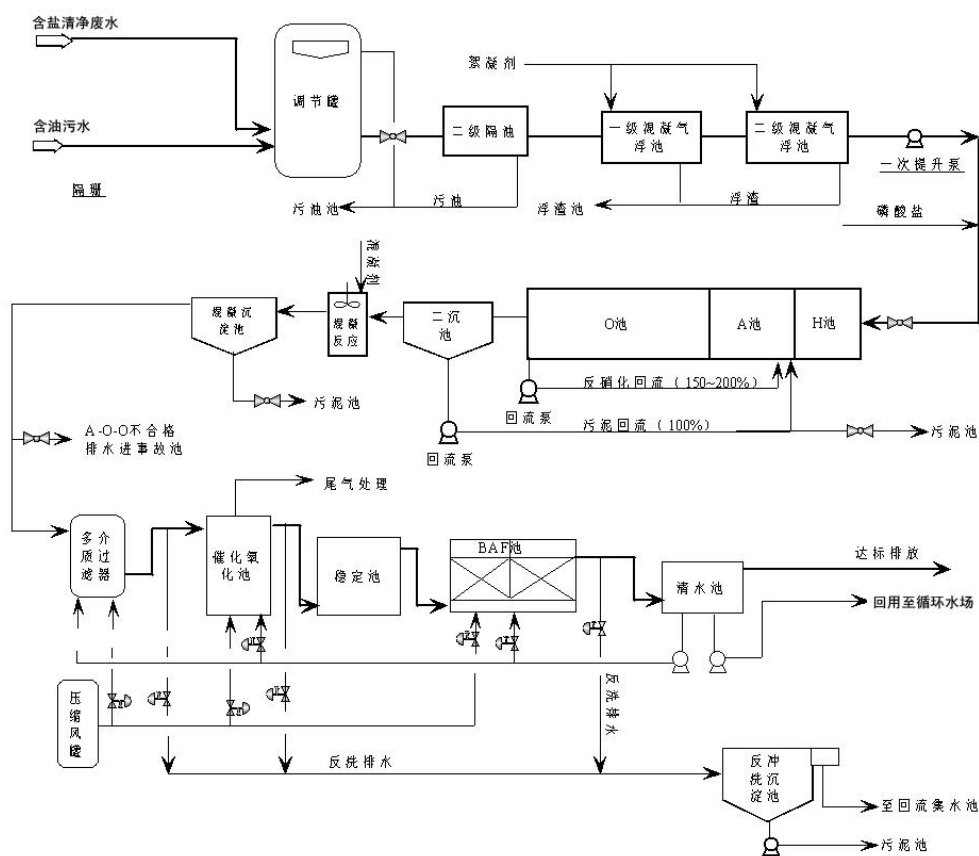 含盐清净废水
含油污水
隔珊
调节罐
絮凝剂
二级隔油
一级混凝气
浮池
二级混凝气
浮池
一次提升泵
污油池
污油
浮渣池
浮渣
磷酸盐
混凝剂
混凝沉
淀池
混凝
反应
二沉
池
O池
A池
H池
反硝化回流（150~200%）
回流泵
污泥回流（100%）
回流泵
污泥池
污泥池
A-O-O不合格
排水进事故池
尾气处理
多介
质过
滤器
催化氧
化池
稳定池
BAF池
清水池
达标排放
回用至循环水场
压缩风罐
反洗排水
反洗排水
反冲
洗沉
淀池
至回流集水池
污泥池